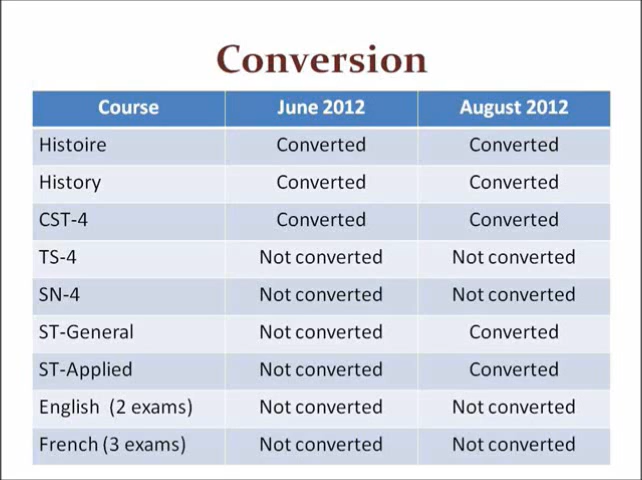 Conversion
Course June 2012 August 2012
Histoire Converted Converted
History Converted Converted
CST-4 Converted Converted
TS-4 Not converted Not converted
SN-4 Not converted Not converted
ST-General Not converted Converted
ST-Applied Not converted Converted
English (2 exams) Not converted Not converted
French (3 exams) Not converted Not converted